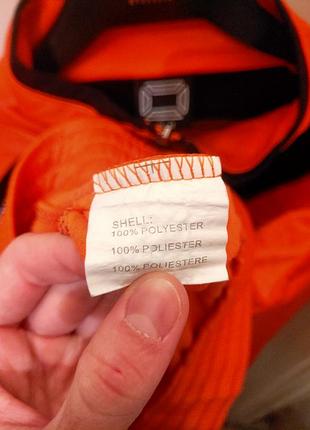 SHELL:
100% POLYESTER
100% POLIESTER
100% POLIESTERE